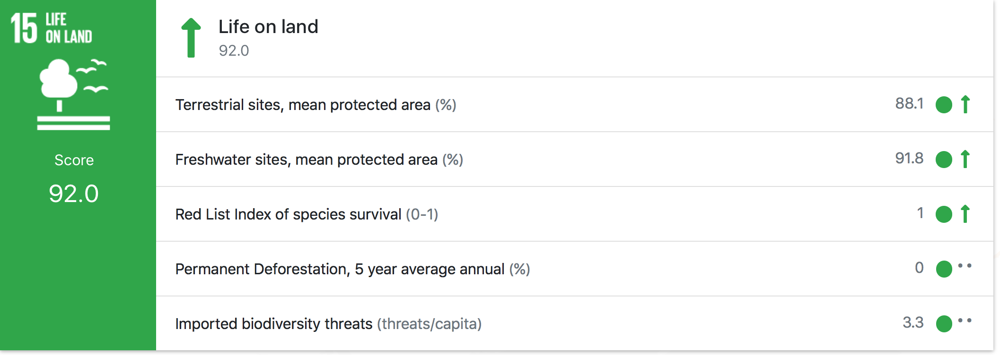 15 LIFE
ON LAND
Score
92.0
Life on land
92.0
Terrestrial sites, mean protected area (%) 88.1
Freshwater sites, mean protected area (%) 91.8
Red List Index of species survival (0-1) 1
Permanent Deforestation, 5 year average annual (%) 0 ••
Imported biodiversity threats (threats/capita) 3.3 ••